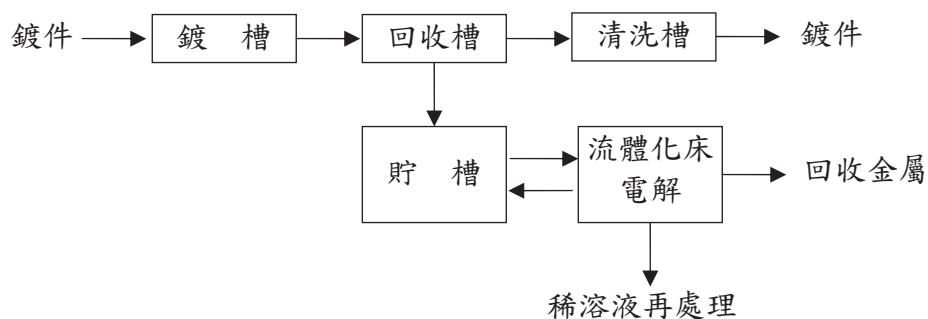 鍍件
鍍 槽
回收槽
清洗槽
鍍件
貯 槽
流體化床
電解
回收金屬
稀溶液再處理